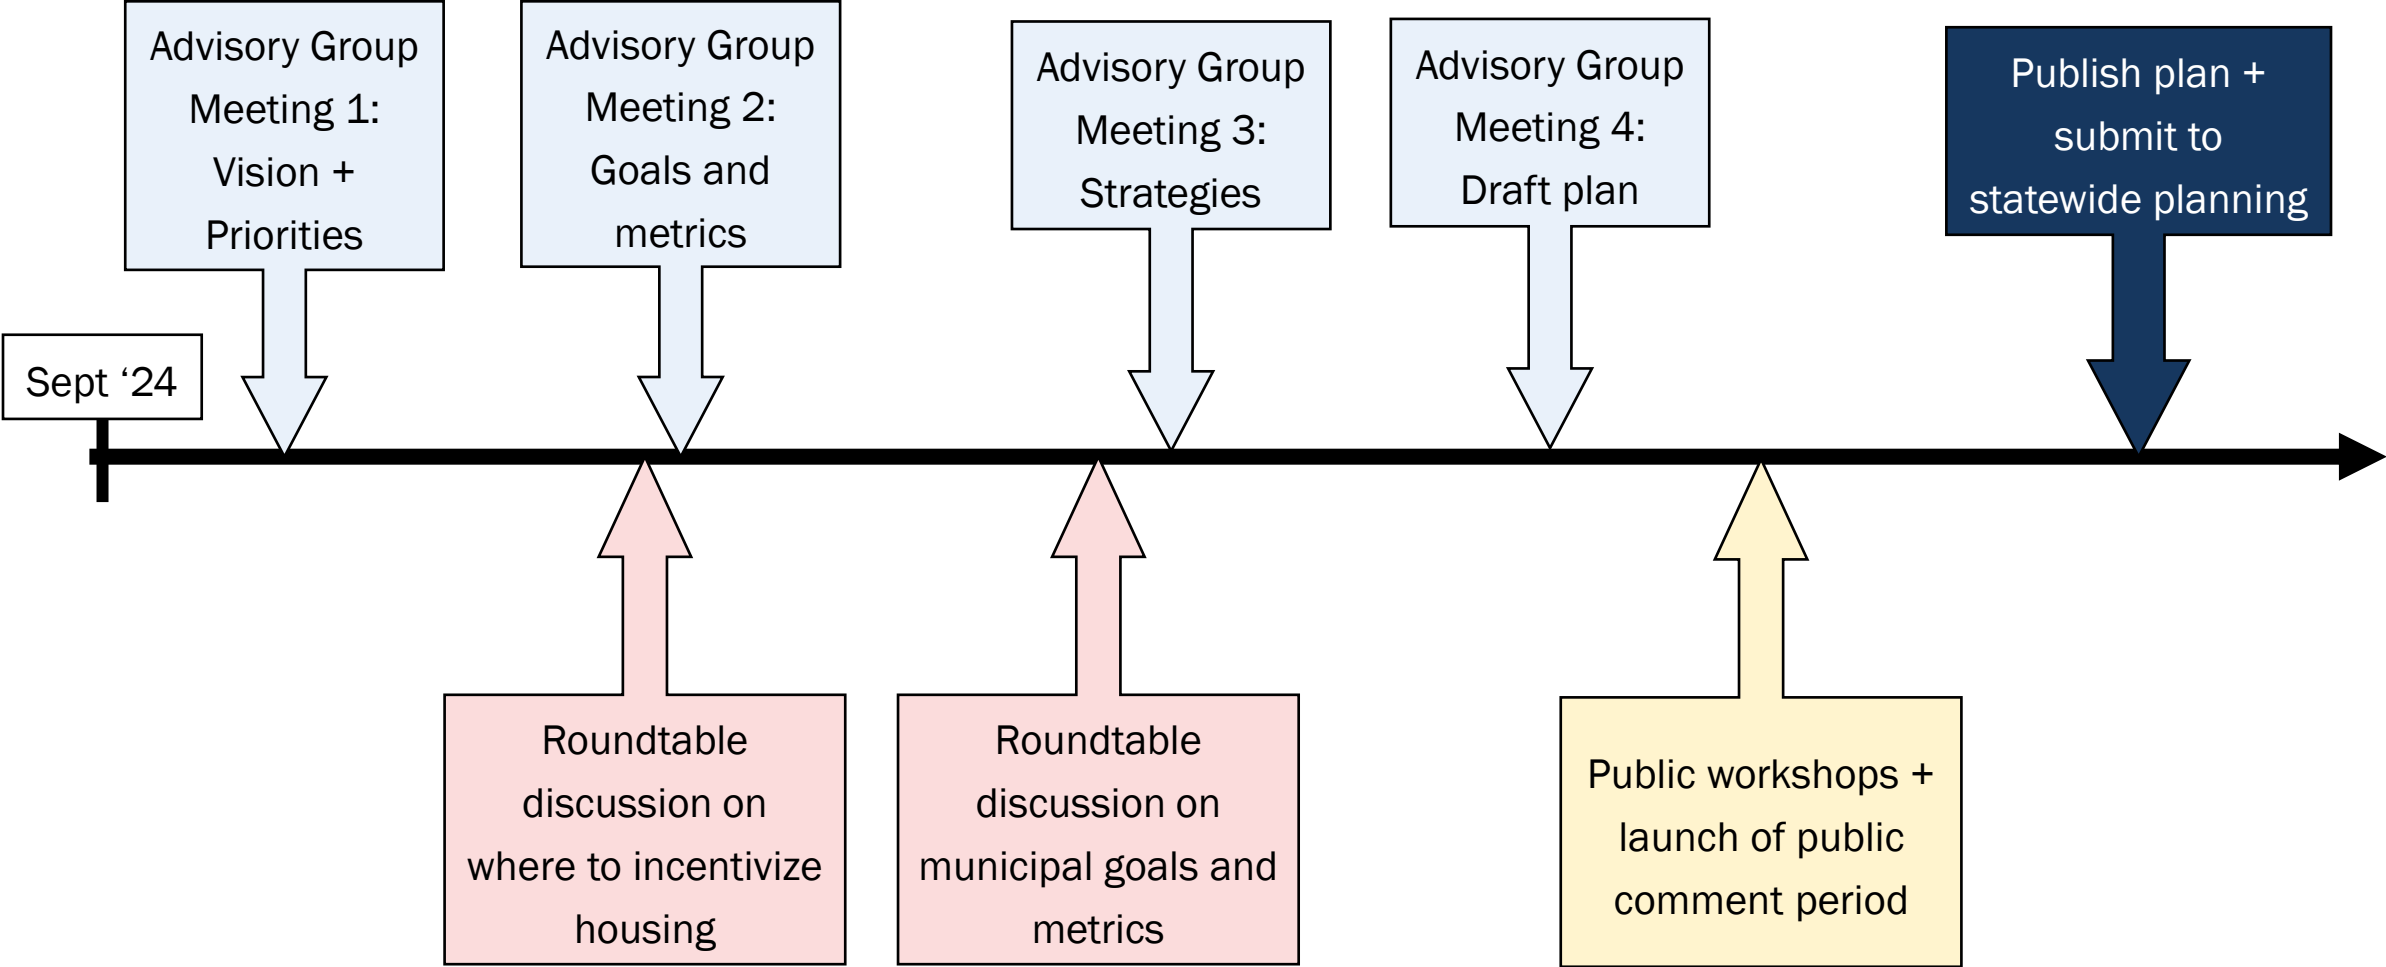 Advisory Group
Meeting 1:
Vision +
Priorities
Advisory Group
Meeting 2:
Goals and
metrics
Advisory Group
Meeting 3:
Strategies
Advisory Group
Meeting 4:
Draft plan
Publish plan +
submit to
statewide planning
Sept ‘24
Roundtable
discussion on
where to incentivize
housing
Roundtable
discussion on
municipal goals and
metrics
Public workshops +
launch of public
comment period